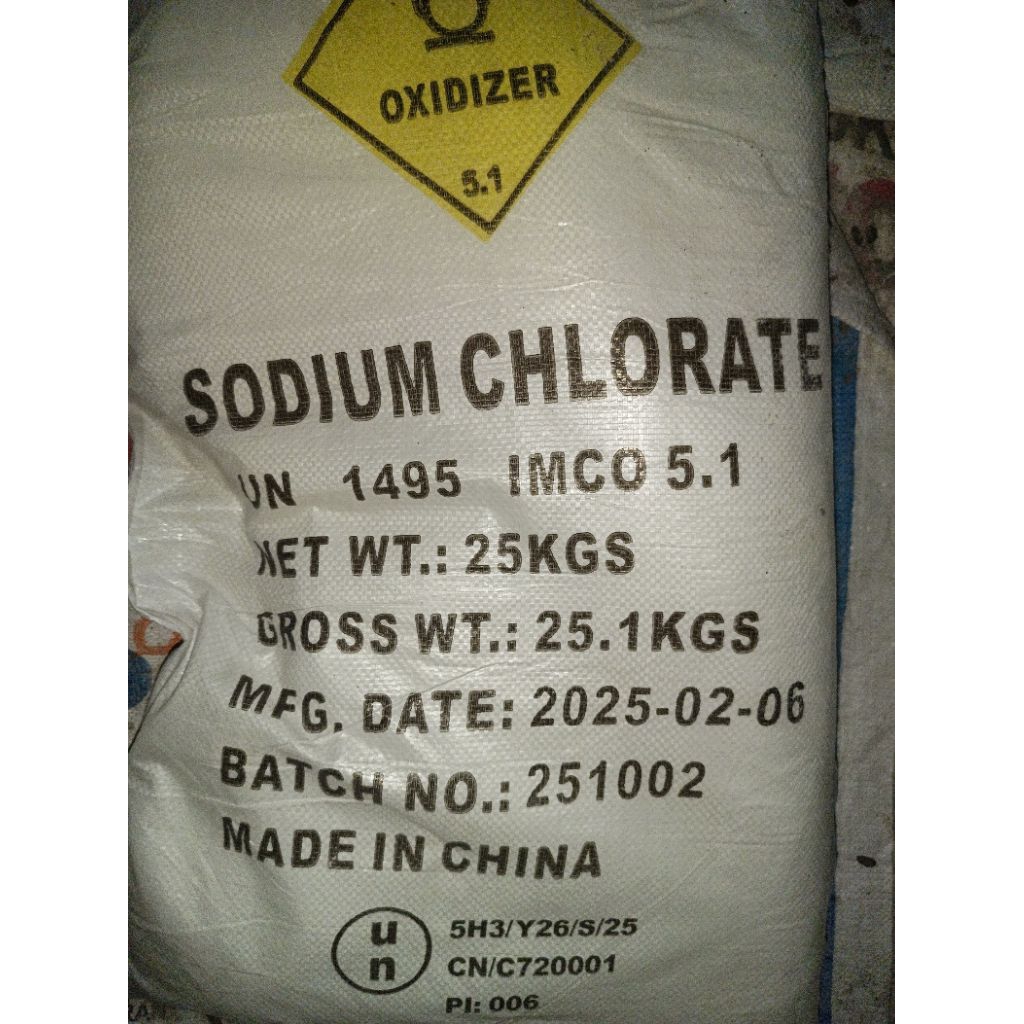 OXIDIZER
5.1
SODIUM CHLORATE
UN 1495 IMCO 5.1
NET WT.: 25KGS
GROSS WT.: 25.1KGS
MFG. DATE: 2025-02-06
BATCH NO.: 251002
MADE IN CHINA
un
5H3/Y26/S/25
CN/C720001
PI: 006